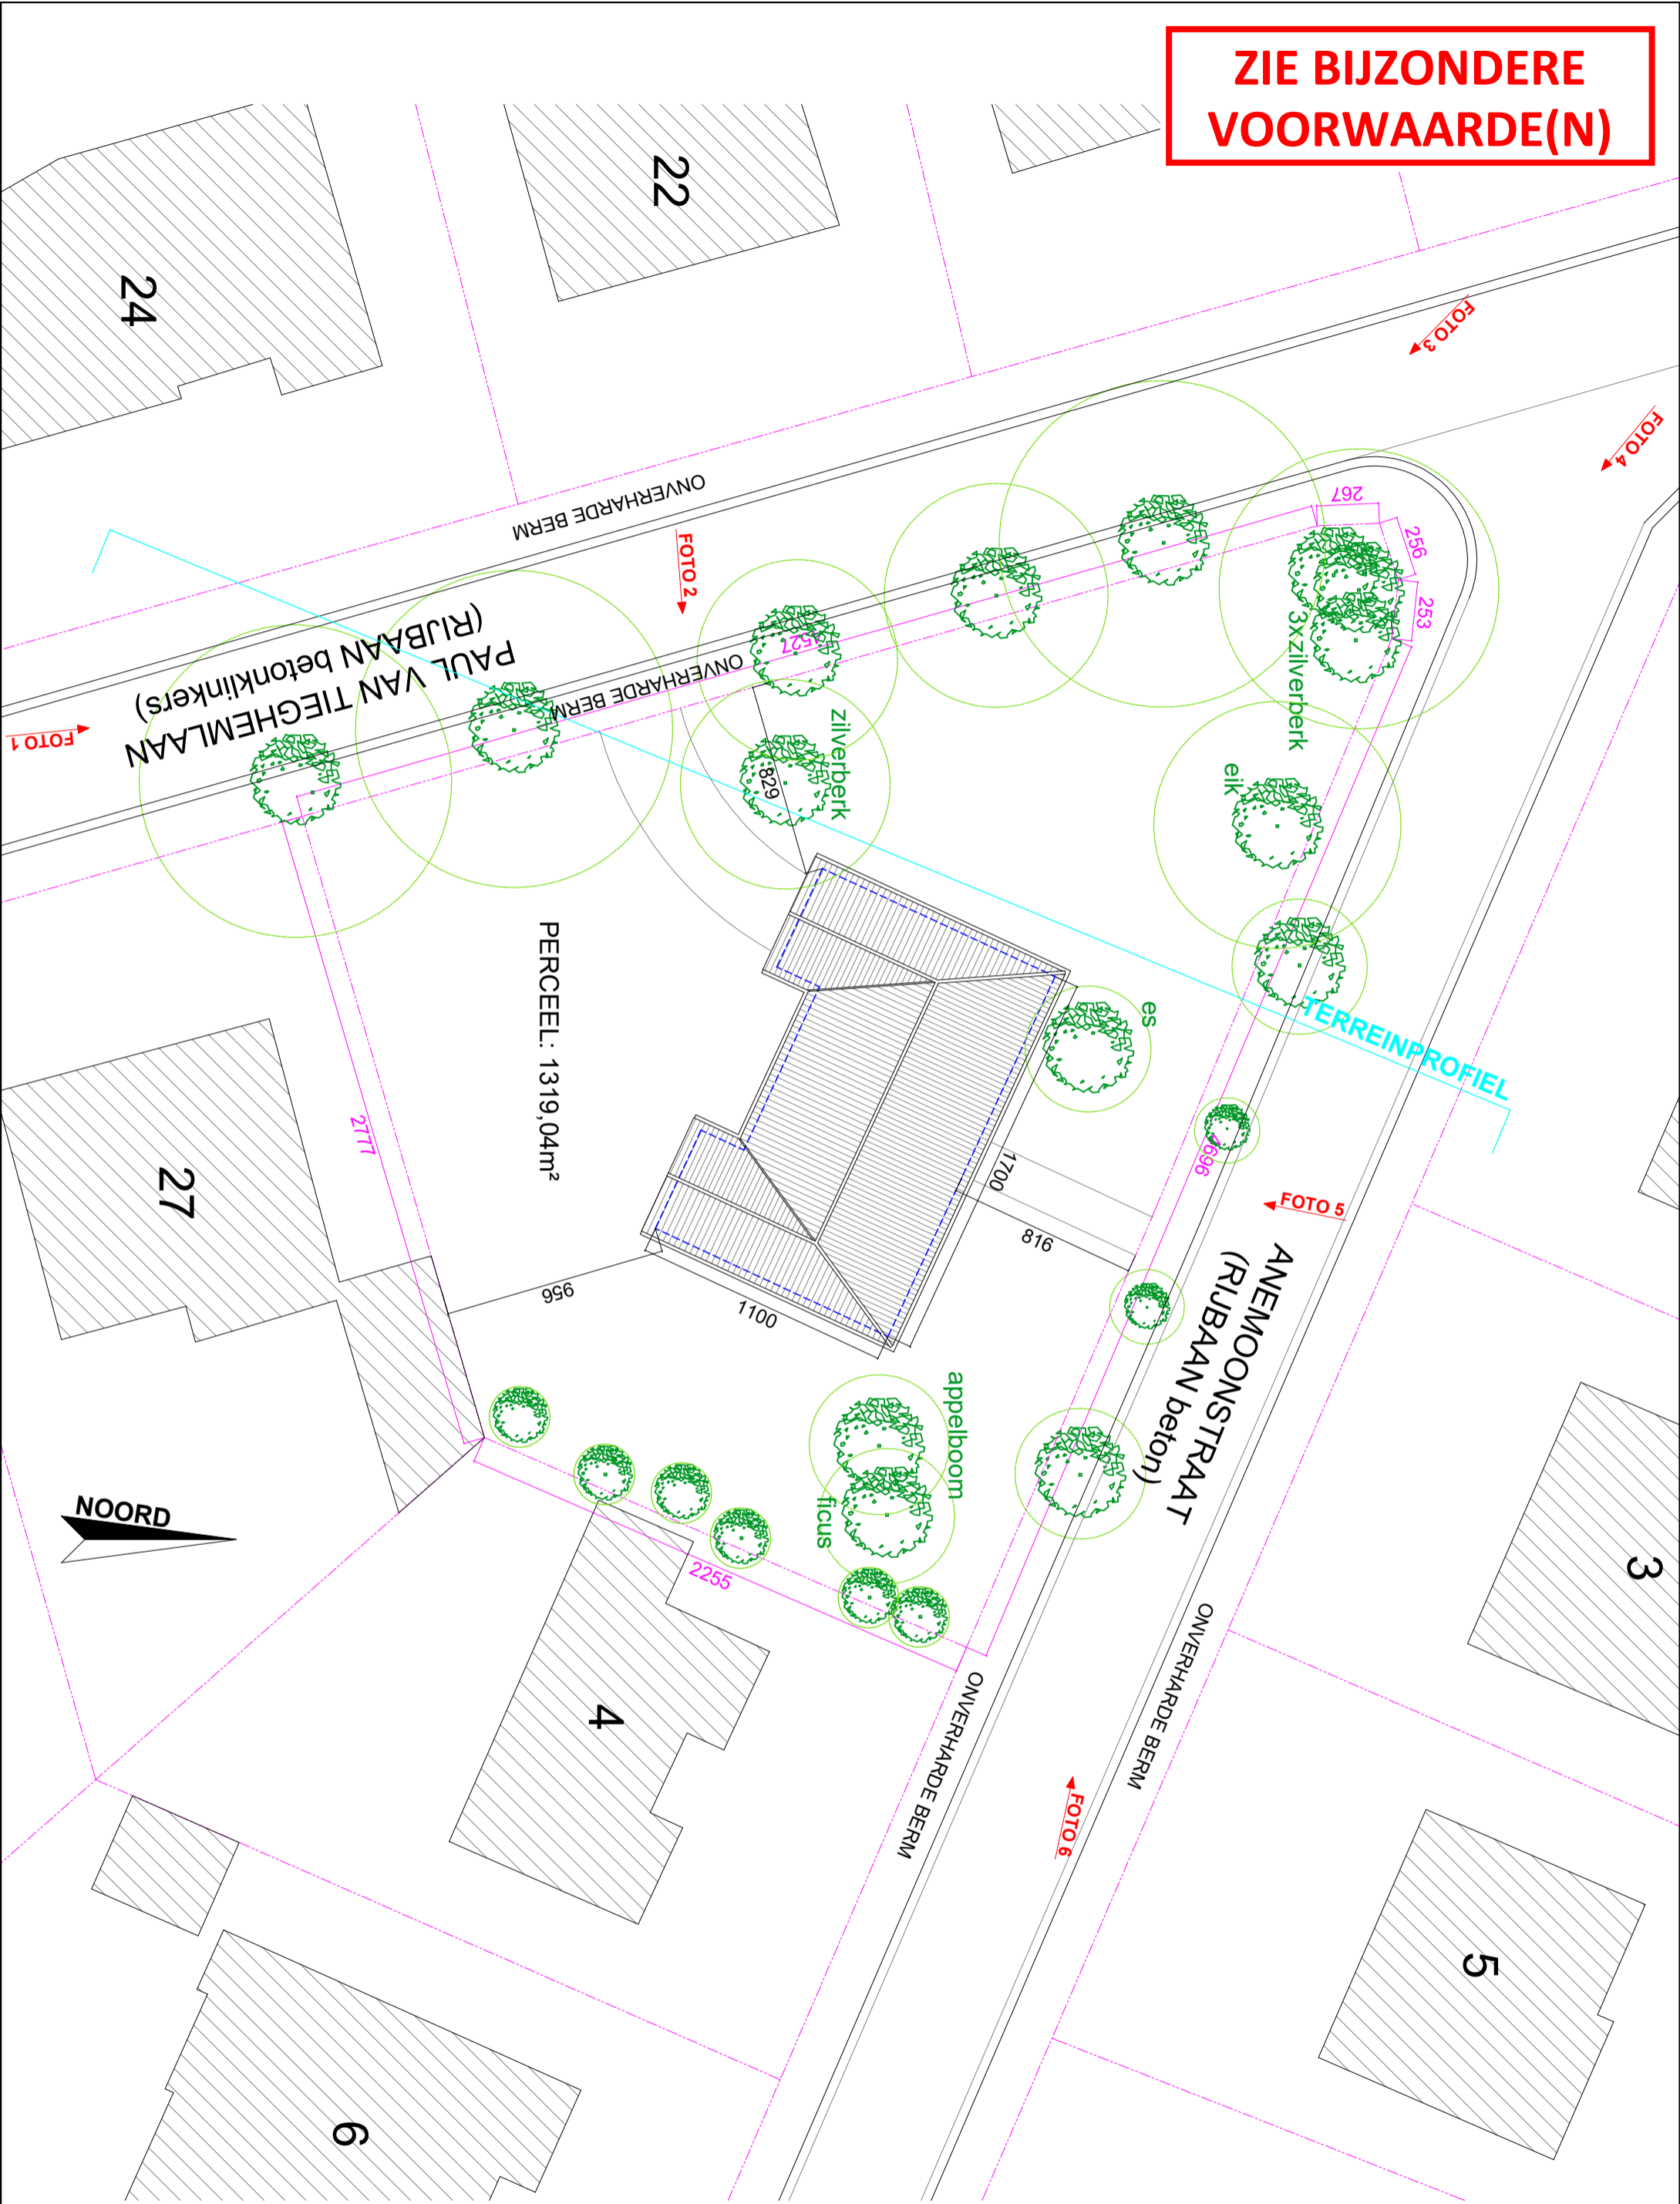 ZIE BIJZONDERE
VOORWAARDE(N)
22
24
FOTO 3
FOTO 4
ONVERHARDE BERM
267
256
253
FOTO 2
3xzilverberk
PAUL VAN TIEGHEMLAAN
(RIJBAAN betonklinkers)
ONVERHARDE BERM
4527
FOTO 1
zilverberk
829
eik
PERCEEL: 1319,04m²
es
TERREINPROFIEL
2777
27
1700
4696
FOTO 5
816
956
1100
ANEMOONSTRAAT
(RIJBAAN beton)
appelboom
ficus
NOORD
2255
3
ONVERHARDE BERM
ONVERHARDE BERM
4
FOTO 6
5
6